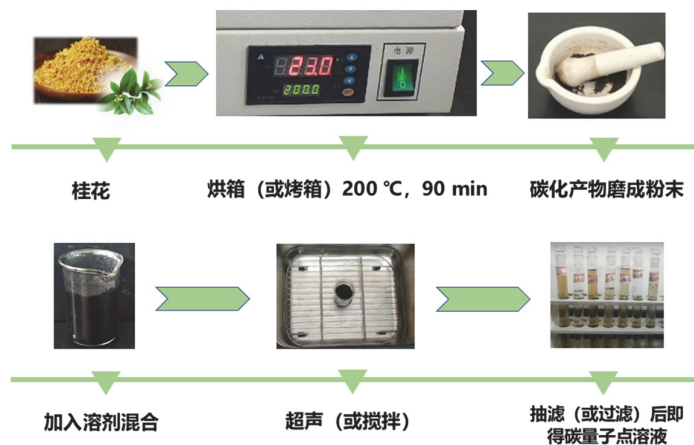 电源
23.0
200.0
桂花
烘箱（或烤箱）200 ℃，90 min
碳化产物磨成粉末
加入溶剂混合
超声（或搅拌）
抽滤（或过滤）后即
得碳量子点溶液